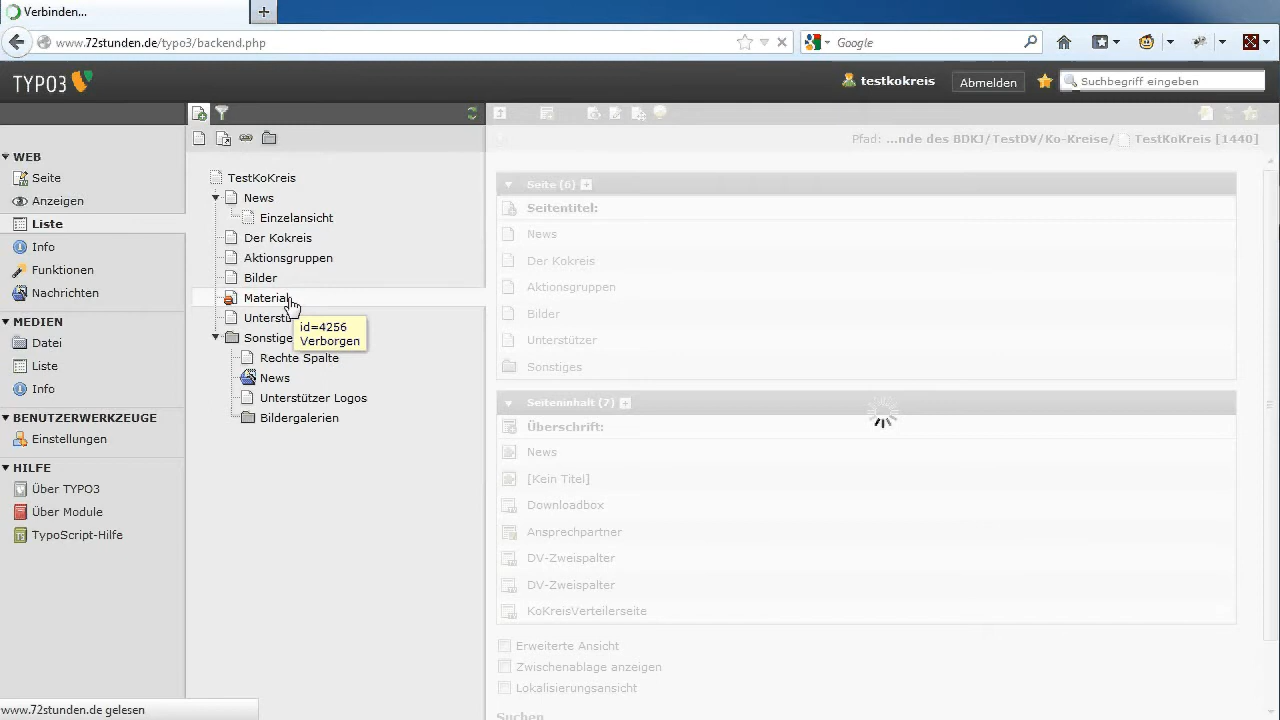 Verbinden...
www.72stunden.de/typo3/backend.php
Google
TYPO3
testkokreis
Abmelden
Suchbegriff eingeben
Pfad: ...nde des BDKJ/TestDV/Ko-Kreise/ TestKoKreis [1440]
WEB
Seite
Anzeigen
Liste
Info
Funktionen
Nachrichten
MEDIEN
Datei
Liste
Info
BENUTZERWERKZEUGE
Einstellungen
HILFE
Über TYPO3
Über Module
TypoScript-Hilfe
TestKoKreis
News
Einzelansicht
Der Kokreis
Aktionsgruppen
Bilder
Material
Unterstü
id=4256
Verborgen
Sonstige
Rechte Spalte
News
Unterstützer Logos
Bildergalerien
Seite (6)
Seitentitel:
News
Der Kokreis
Aktionsgruppen
Bilder
Unterstützer
Sonstiges
Seiteninhalt (7)
Überschrift:
News
[Kein Titel]
Downloadbox
Ansprechpartner
DV-Zweispalter
DV-Zweispalter
KoKreisVerteilerseite
Erweiterte Ansicht
Zwischenablage anzeigen
Lokalisierungsansicht
Suchen
www.72stunden.de gelesen